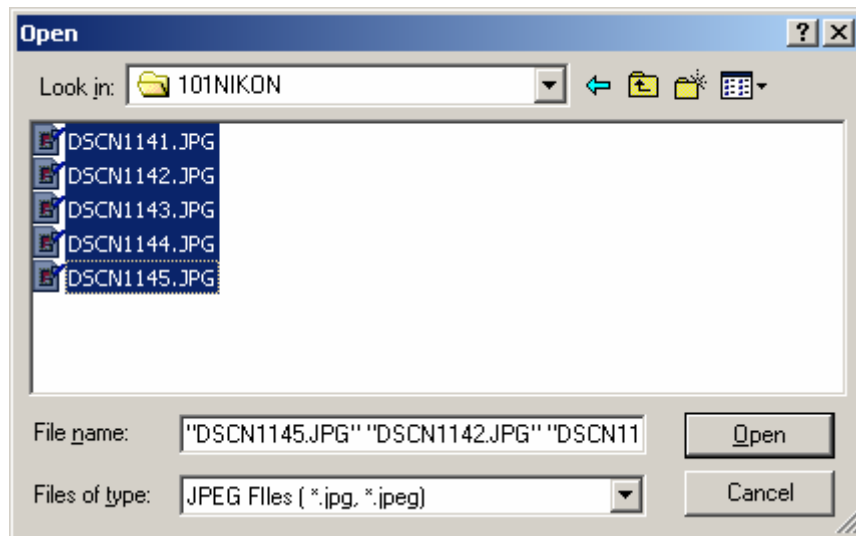 Open
Look in: 101NIKON
DSCN1141.JPG
DSCN1142.JPG
DSCN1143.JPG
DSCN1144.JPG
DSCN1145.JPG
File name: "DSCN1145.JPG" "DSCN1142.JPG" "DSCN11
Open
Files of type: JPEG FIles ( *.jpg, *.jpeg)
Cancel